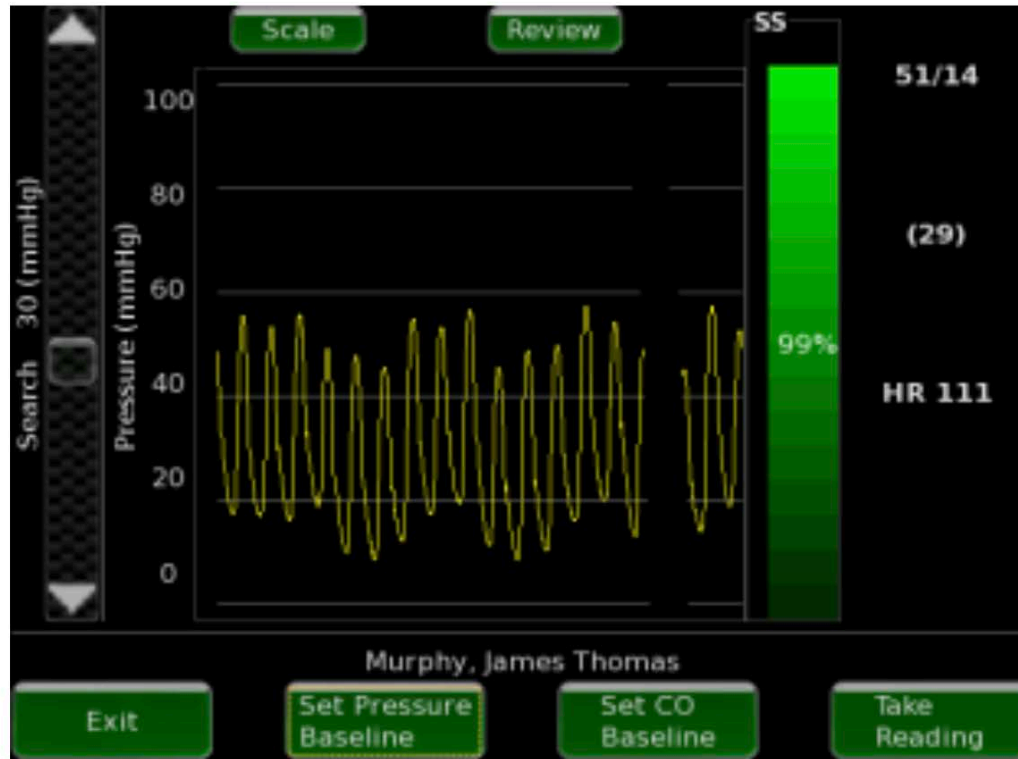 Scale
Review
SS
51/14
100
80
60
40
20
0
Pressure (mmHg)
Search 30 (mmHg)
(29)
99%
HR 111
Murphy, James Thomas
Exit
Set Pressure
Baseline
Set CO
Baseline
Take
Reading